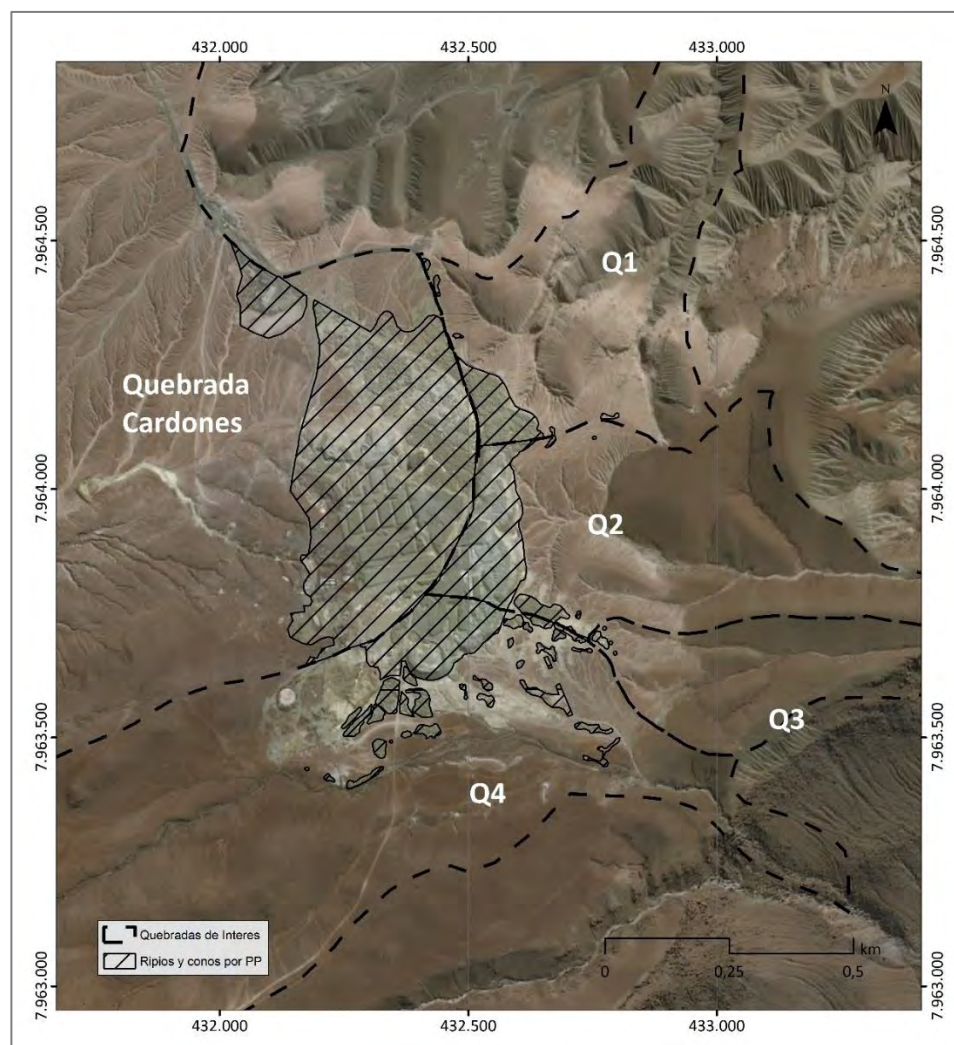 432.000 432.500 433.000
N
7.964.500 7.964.500
Q1
Quebrada
Cardones
7.964.000 7.964.000
Q2
Q3
7.963.500 7.963.500
Q4
Quebradas de Interes
Ripios y conos por PP
km
0 0,25 0,5
7.963.000 7.963.000
432.000 432.500 433.000